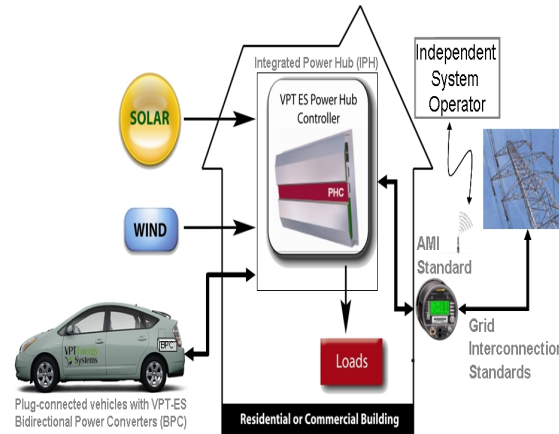 Integrated Power Hub (IPH)
VPT ES Power Hub
Controller
PHC
SOLAR
WIND
Independent
System
Operator
AMI
Standard
Grid
Interconnection
Standards
Loads
VPTEnergy
Systems
BPC
Plug-connected vehicles with VPT-ES
Bidirectional Power Converters (BPC)
Residential or Commercial Building